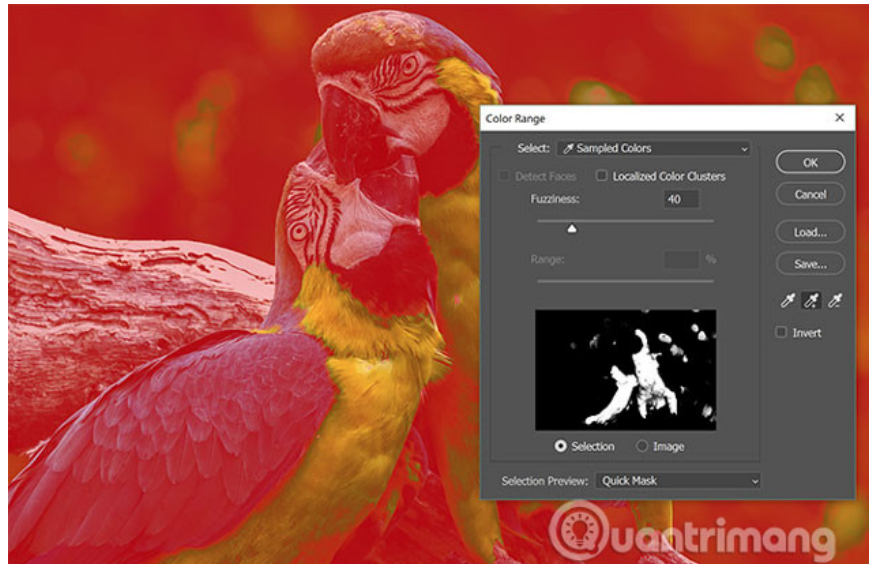 Color Range
Select: Sampled Colors
Detect Faces Localized Color Clusters
Fuzziness: 40
Range: %
Selection Image
Selection Preview: Quick Mask
OK
Cancel
Load...
Save...
Invert
Quantrimang